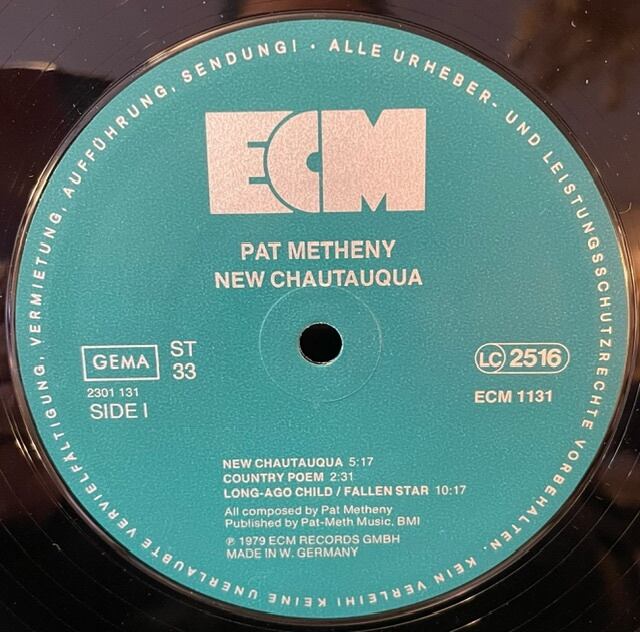 ALLE URHEBER- UND LEISTUNGSSCHUTZRECHTE VORBEHALTEN. KEIN VERLEIH! KEINE UNERLAUBTE VERVIELFÄLTIGUNG, VERMIETUNG, AUFFÜHRUNG, SENDUNG! •
ECM
PAT METHENY
NEW CHAUTAUQUA
GEMA
ST
33
2301 131
SIDE I
LC 2516
ECM 1131
NEW CHAUTAUQUA 5:17
COUNTRY POEM 2:31
LONG-AGO CHILD / FALLEN STAR 10:17
All composed by Pat Metheny
Published by Pat-Meth Music, BMI
℗ 1979 ECM RECORDS GMBH
MADE IN W. GERMANY